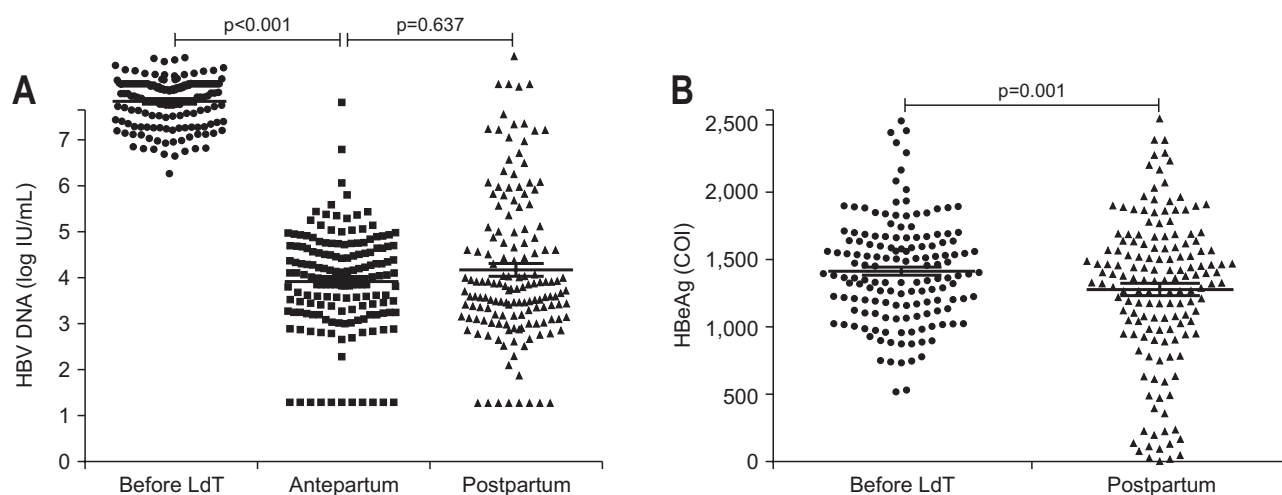 p<0.001
p=0.637
A
HBV DNA (log IU/mL)
7
6
5
4
3
2
1
0
Before LdT
Antepartum
Postpartum
B
p=0.001
HBeAg (COI)
2,500
2,000
1,500
1,000
500
0
Before LdT
Postpartum